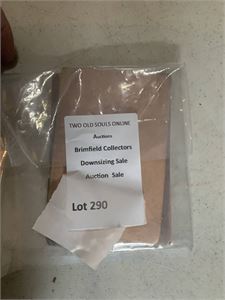 TWO OLD SOULS ONLINE
Auctions
Brimfield Collectors
Downsizing Sale
Auction Sale
Lot 290